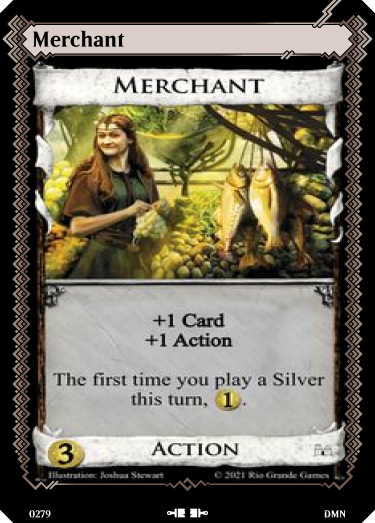 Merchant
MERCHANT
+1 Card
+1 Action
The first time you play a Silver
this turn, 1.
3 ACTION
Illustration: Joshua Stewart © 2021 Rio Grande Games
0279 DMN